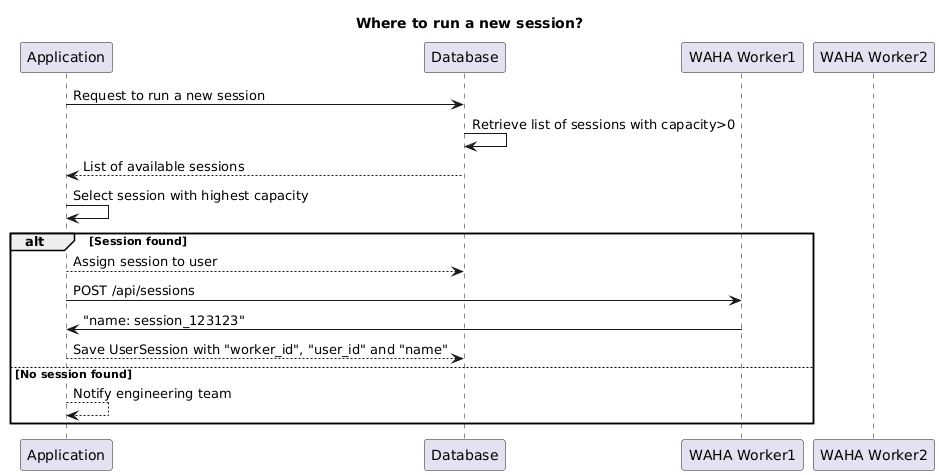 Where to run a new session?
Application
Database
WAHA Worker1
WAHA Worker2
Request to run a new session
Retrieve list of sessions with capacity>0
List of available sessions
Select session with highest capacity
alt
[Session found]
Assign session to user
POST /api/sessions
"name: session_123123"
Save UserSession with "worker_id", "user_id" and "name"
[No session found]
Notify engineering team
Application
Database
WAHA Worker1
WAHA Worker2